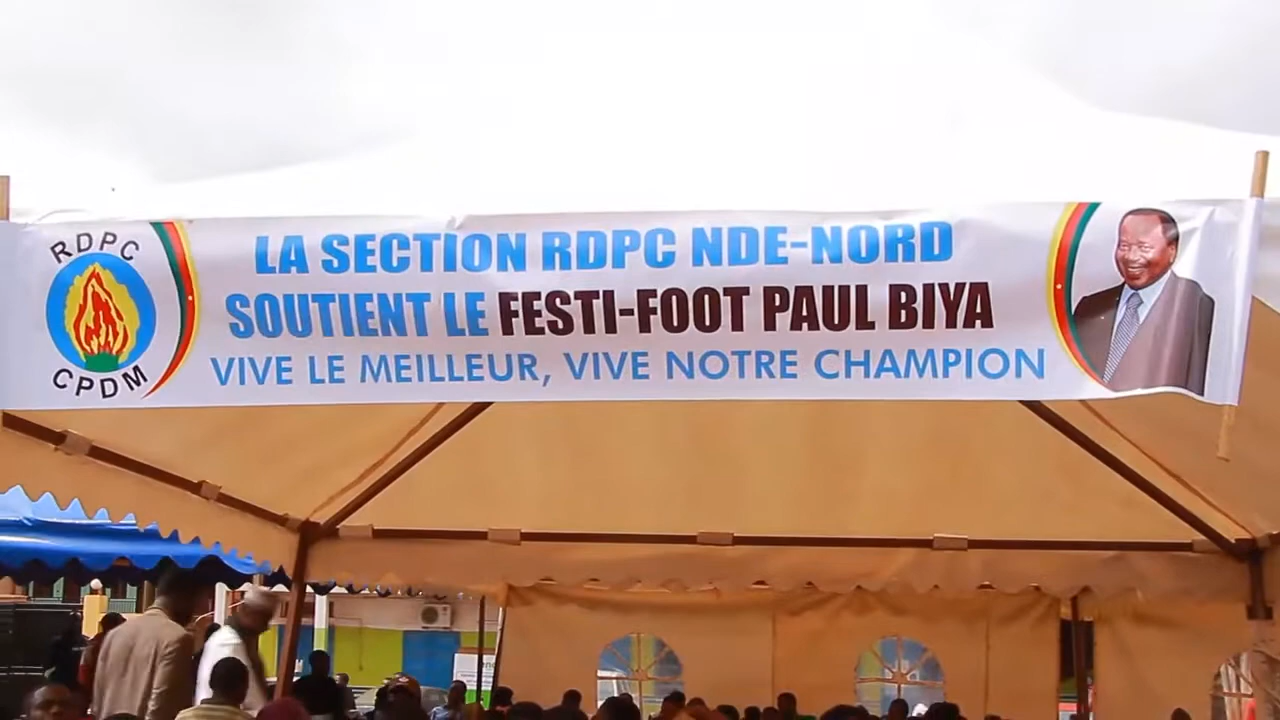 RDPC
CPDM
LA SECTION RDPC NDE-NORD
SOUTIENT LE FESTI-FOOT PAUL BIYA
VIVE LE MEILLEUR, VIVE NOTRE CHAMPION